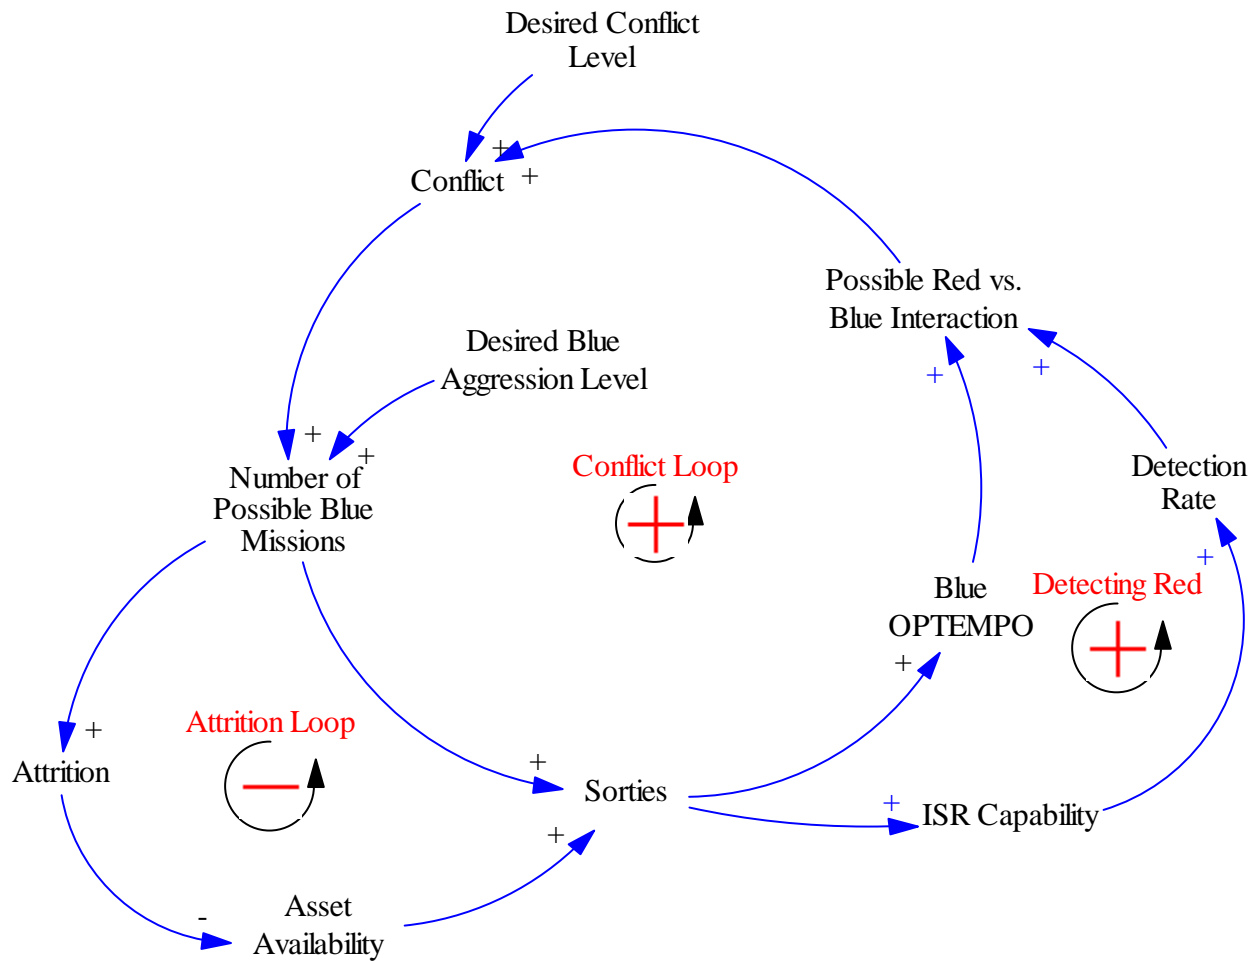 Desired Conflict
Level
+
Conflict
+
Possible Red vs.
Blue Interaction
Desired Blue
Aggression Level
+
+
+
+
Number of
Possible Blue
Missions
Conflict Loop
+
Detection
Rate
+
Blue
OPTEMPO
+
Detecting Red
+
Attrition Loop
−
+
Attrition
+
Sorties
+
ISR Capability
+
-
Asset
Availability